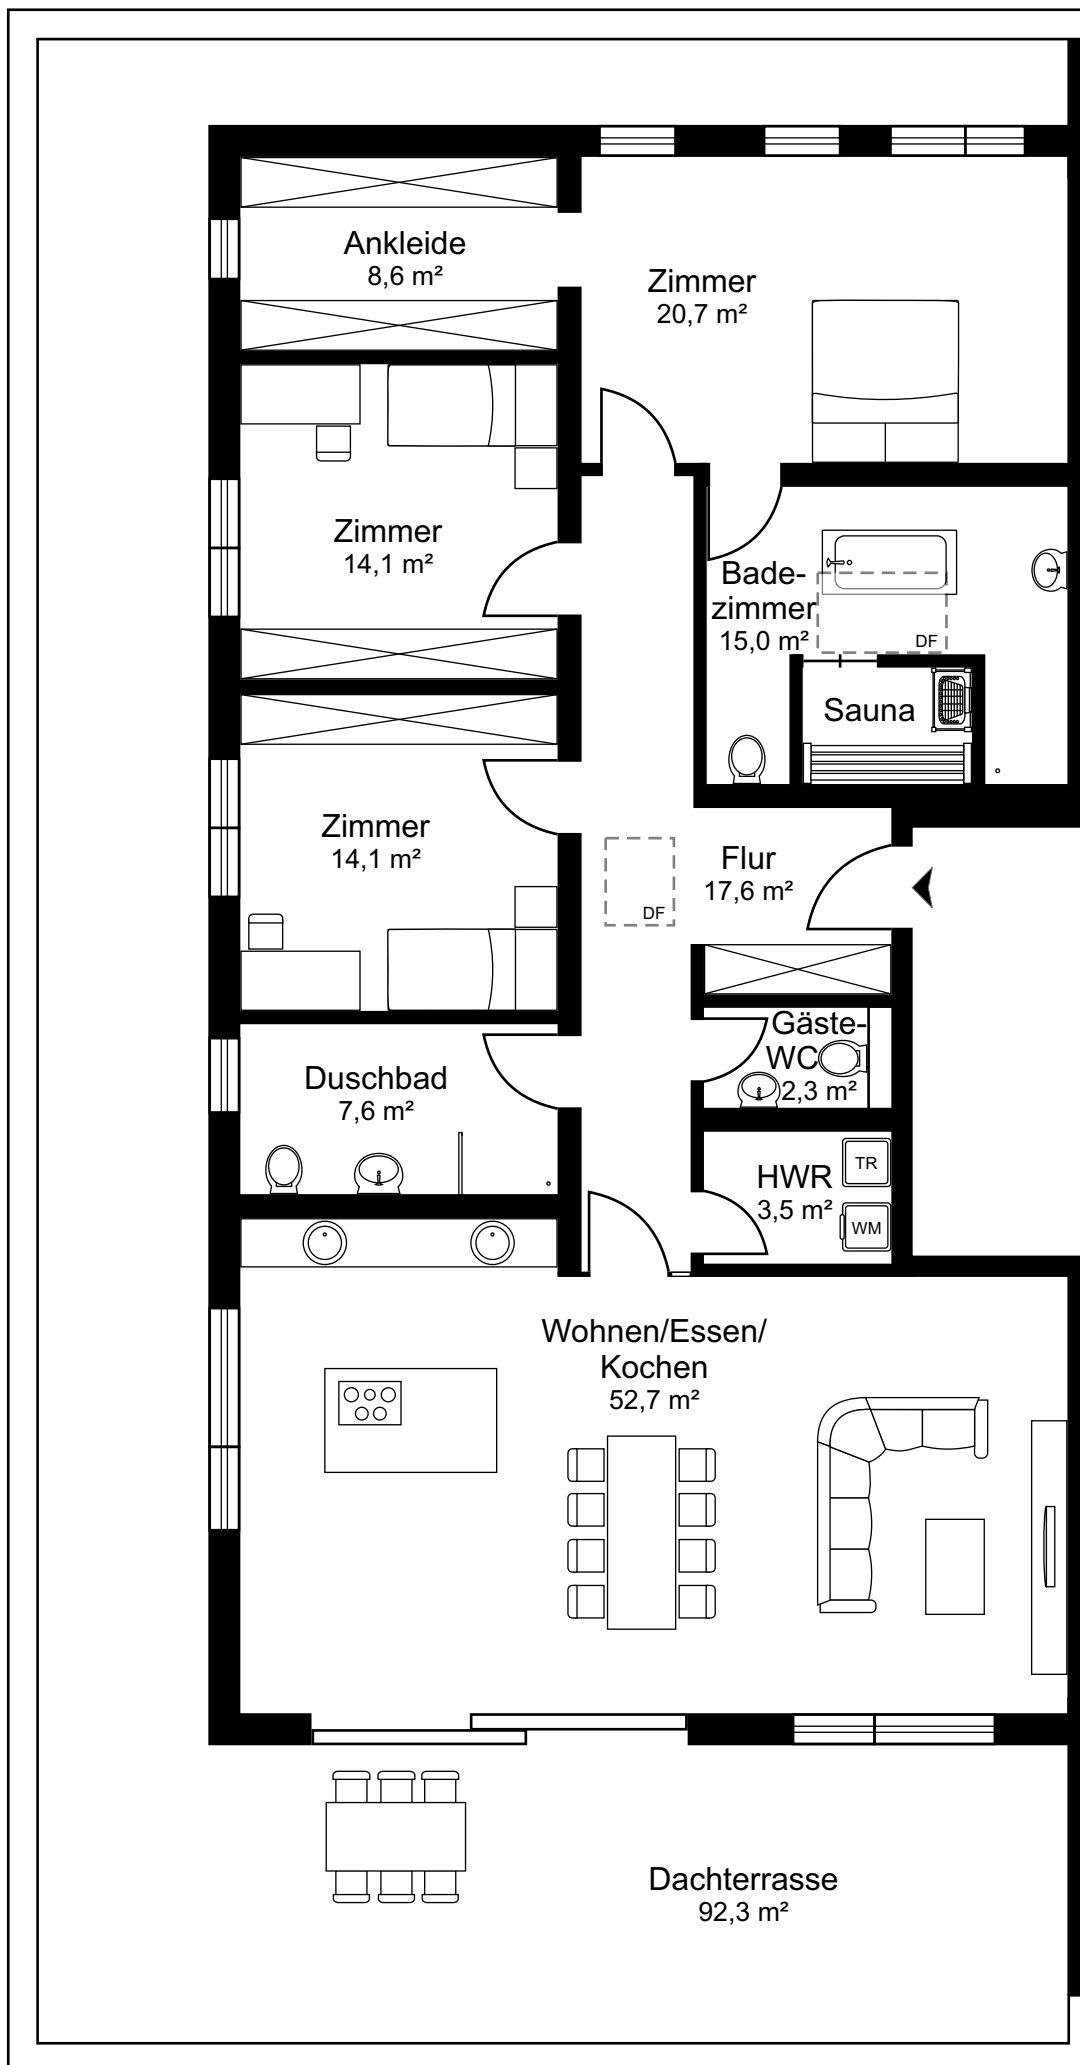 Ankleide
8,6 m²
Zimmer
20,7 m²
Zimmer
14,1 m²
Bade-
zimmer
15,0 m²
DF
Sauna
Zimmer
14,1 m²
Flur
17,6 m²
DF
Gäste-
WC
2,3 m²
Duschbad
7,6 m²
HWR
3,5 m²
TR
WM
Wohnen/Essen/
Kochen
52,7 m²
Dachterrasse
92,3 m²